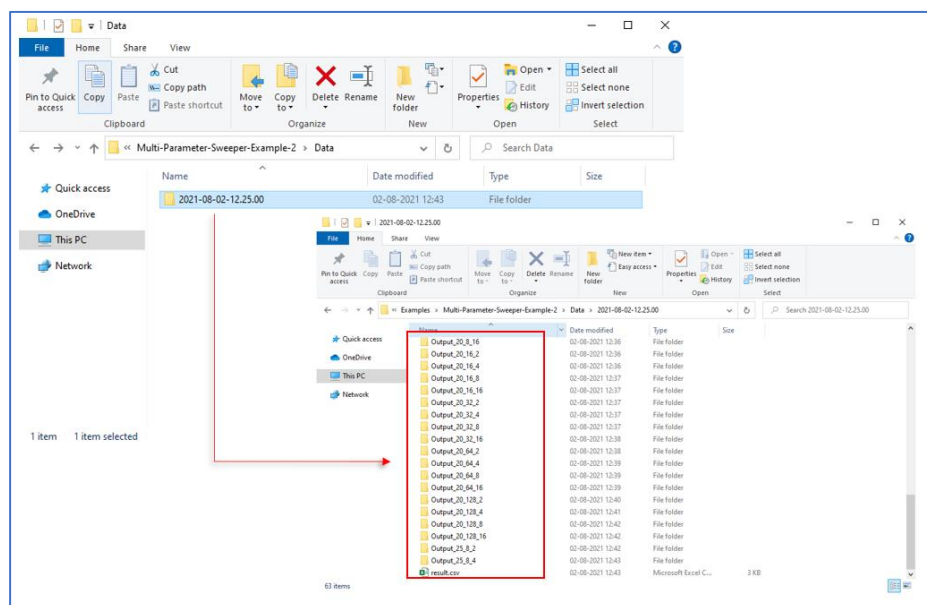 Data
File Home Share View
Pin to Quick access
Copy
Paste
Cut
Copy path
Paste shortcut
Move to
Copy to
Delete
Rename
New folder
Properties
Open
Edit
History
Select all
Select none
Invert selection
Clipboard Organize New Open Select
« Multi-Parameter-Sweeper-Example-2 › Data
Search Data
Name Date modified Type Size
Quick access
OneDrive
This PC
Network
2021-08-02-12.25.00 02-08-2021 12:43 File folder
1 item 1 item selected
2021-08-02-12.25.00
File Home Share View
Pin to Quick access
Copy
Paste
Cut
Copy path
Paste shortcut
Move to
Copy to
Delete
Rename
New folder
New item
Easy access
Properties
Open
Edit
History
Select all
Select none
Invert selection
Clipboard Organize New Open Select
Examples › Multi-Parameter-Sweeper-Example-2 › Data › 2021-08-02-12.25.00
Search 2021-08-02-12.25.00
Quick access
OneDrive
This PC
Network
Name Date modified Type Size
Output_20_8_16 02-08-2021 12:36 File folder
Output_20_16_2 02-08-2021 12:36 File folder
Output_20_16_4 02-08-2021 12:36 File folder
Output_20_16_8 02-08-2021 12:37 File folder
Output_20_16_16 02-08-2021 12:37 File folder
Output_20_32_2 02-08-2021 12:37 File folder
Output_20_32_4 02-08-2021 12:37 File folder
Output_20_32_8 02-08-2021 12:37 File folder
Output_20_32_16 02-08-2021 12:38 File folder
Output_20_64_2 02-08-2021 12:38 File folder
Output_20_64_4 02-08-2021 12:39 File folder
Output_20_64_8 02-08-2021 12:39 File folder
Output_20_64_16 02-08-2021 12:39 File folder
Output_20_128_2 02-08-2021 12:40 File folder
Output_20_128_4 02-08-2021 12:41 File folder
Output_20_128_8 02-08-2021 12:42 File folder
Output_20_128_16 02-08-2021 12:42 File folder
Output_25_8_2 02-08-2021 12:42 File folder
Output_25_8_4 02-08-2021 12:43 File folder
result.csv 02-08-2021 12:43 Microsoft Excel C... 3 KB
63 items